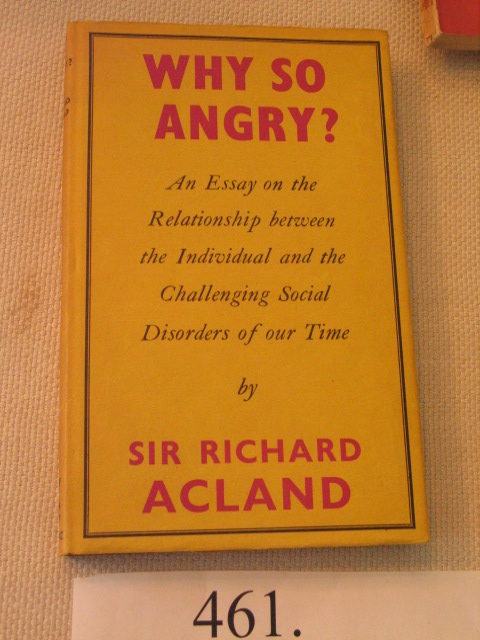 WHY SO
ANGRY?
An Essay on the
Relationship between
the Individual and the
Challenging Social
Disorders of our Time
by
SIR RICHARD
ACLAND
461.